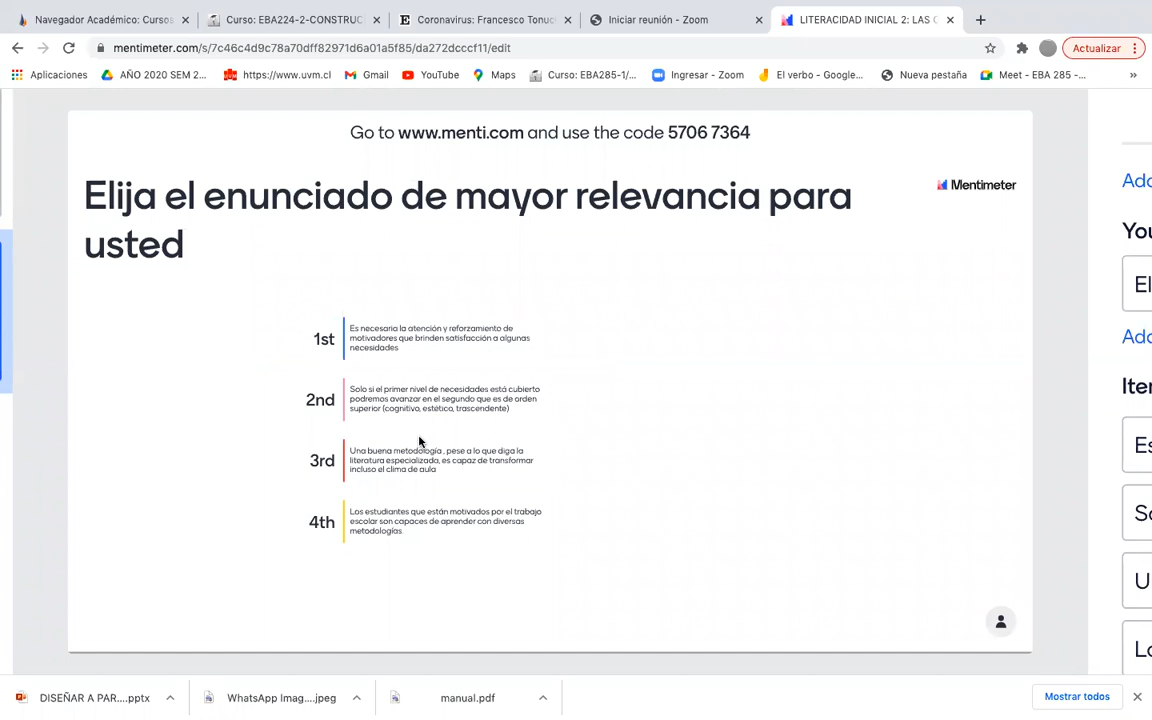 Navegador Académico: Cursos
Curso: EBA224-2-CONSTRUC
Coronavirus: Francesco Tonuc
Iniciar reunión - Zoom
LITERACIDAD INICIAL 2: LAS C
mentimeter.com/s/7c46c4d9c78a70dff82971d6a01a5f85/da272dcccf11/edit
Actualizar
Aplicaciones
AÑO 2020 SEM 2...
https://www.uvm.cl
Gmail
YouTube
Maps
Curso: EBA285-1/...
Ingresar - Zoom
El verbo - Google...
Nueva pestaña
Meet - EBA 285 -...
Go to www.menti.com and use the code 5706 7364
Elija el enunciado de mayor relevancia para
usted
Mentimeter
1st
Es necesaria la atención y reforzamiento de
motivadores que brinden satisfacción a algunas
necesidades
2nd
Solo si el primer nivel de necesidades está cubierto
podremos avanzar en el segundo que es de orden
superior (cognitivo, estético, trascendente)
3rd
Una buena metodología , pese a lo que diga la
literatura especializada, es capaz de transformar
incluso el clima de aula
4th
Los estudiantes que están motivados por el trabajo
escolar son capaces de aprender con diversas
metodologías.
Add
You
El
Add
Iter
Es
So
U
Lo
DISEÑAR A PAR....pptx
WhatsApp Imag....jpeg
manual.pdf
Mostrar todos